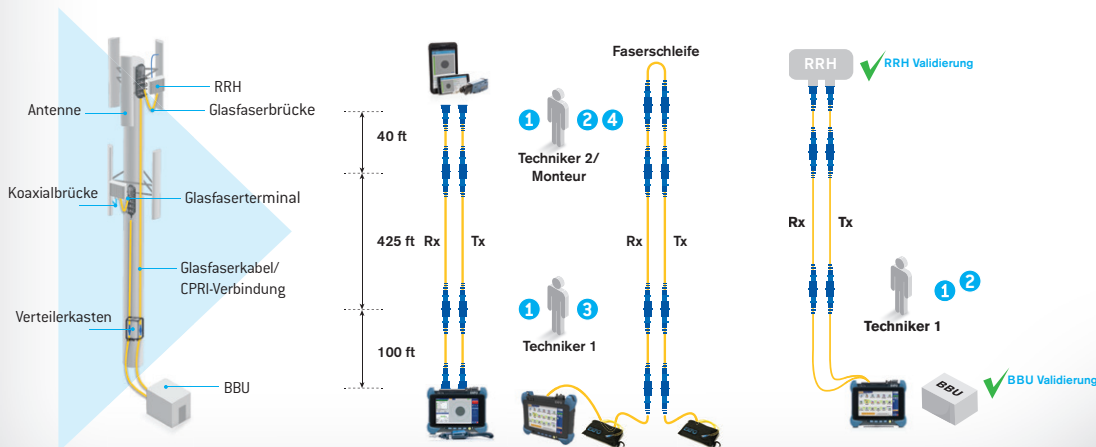 RRH
Antenne
Glasfaserbrücke
Koaxialbrücke
Glasfaserterminal
Glasfaserkabel/
CPRI-Verbindung
Verteilerkasten
BBU
40 ft
425 ft
100 ft
Rx
Tx
1
2
4
Techniker 2/
Monteur
1
3
Techniker 1
Faserschleife
Rx
Tx
RRH
RRH Validierung
Rx
Tx
1
2
Techniker 1
BBU
BBU Validierung